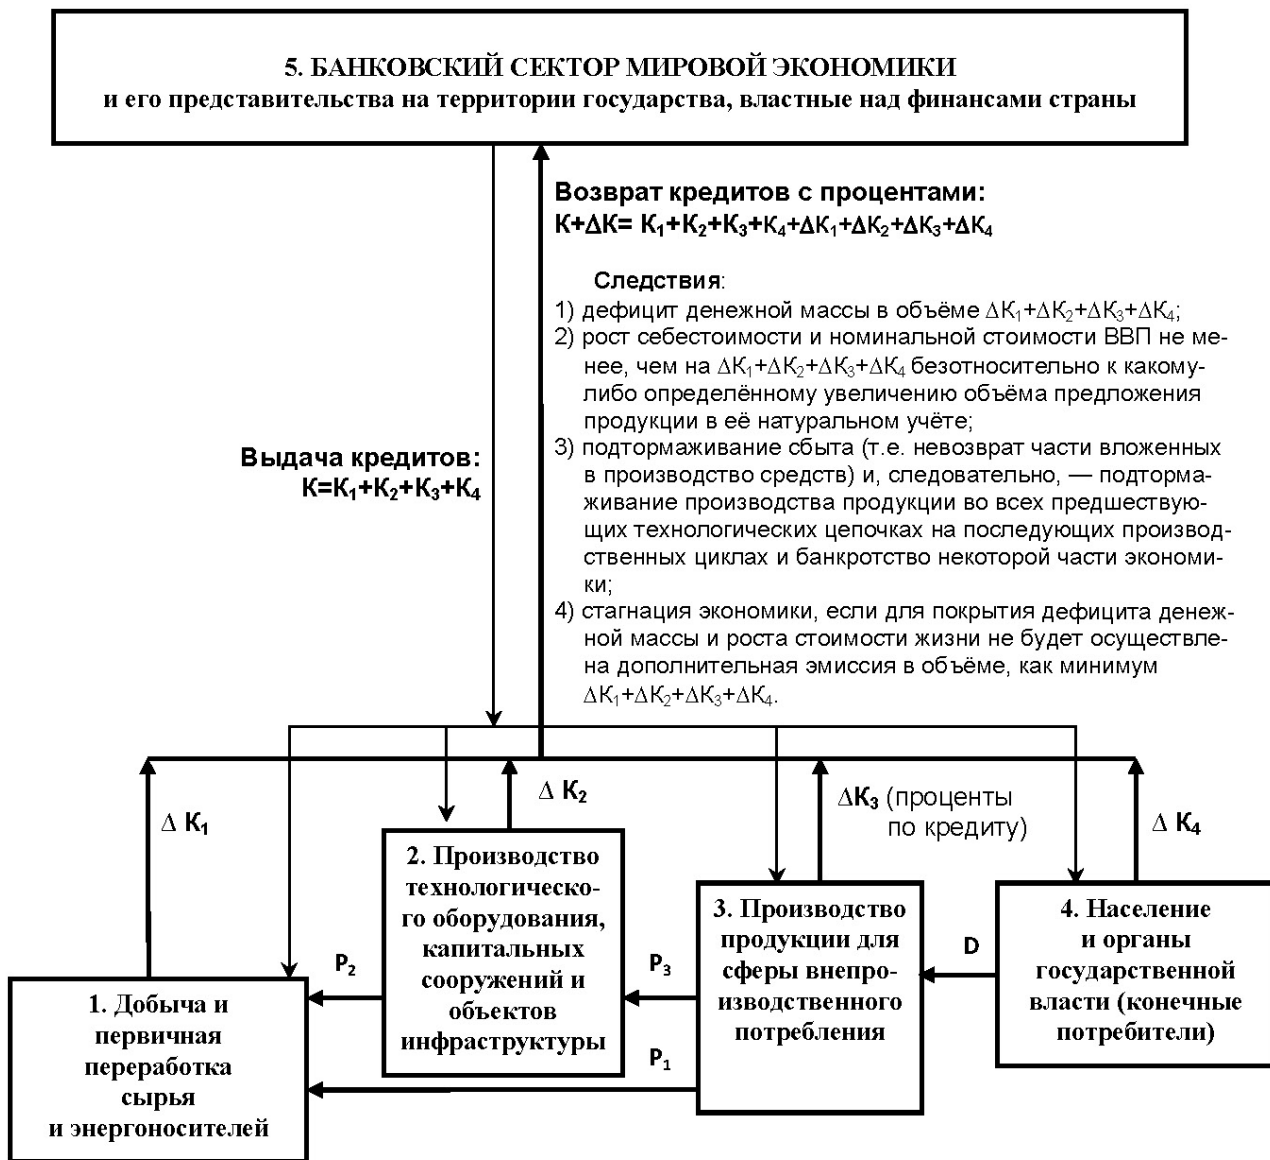 5. БАНКОВСКИЙ СЕКТОР МИРОВОЙ ЭКОНОМИКИ
и его представительства на территории государства, властные над финансами страны
Возврат кредитов с процентами:
К+ΔК= К₁+К₂+К₃+К₄+ΔК₁+ΔК₂+ΔК₃+ΔК₄
Следствия:
1) дефицит денежной массы в объёме ΔК₁+ΔК₂+ΔК₃+ΔК₄;
2) рост себестоимости и номинальной стоимости ВВП не ме-
нее, чем на ΔК₁+ΔК₂+ΔК₃+ΔК₄ безотносительно к какому-
либо определённому увеличению объёма предложения
продукции в её натуральном учёте;
3) подтормаживание сбыта (т.е. невозврат части вложенных
в производство средств) и, следовательно, — подторма-
живание производства продукции во всех предшествую-
щих технологических цепочках на последующих производ-
ственных циклах и банкротство некоторой части экономи-
ки;
4) стагнация экономики, если для покрытия дефицита денеж-
ной массы и роста стоимости жизни не будет осуществле-
на дополнительная эмиссия в объёме, как минимум
ΔК₁+ΔК₂+ΔК₃+ΔК₄.
Выдача кредитов:
К=К₁+К₂+К₃+К₄
Δ К₁
Δ К₂
ΔК₃ (проценты
по кредиту)
Δ К₄
1. Добыча и
первичная
переработка
сырья
и энергоносителей
P₂
2. Производство
технологическо-
го оборудования,
капитальных
сооружений и
объектов
инфраструктуры
P₃
P₁
3. Производство
продукции для
сферы внепро-
изводственного
потребления
D
4. Население
и органы
государственной
власти (конечные
потребители)